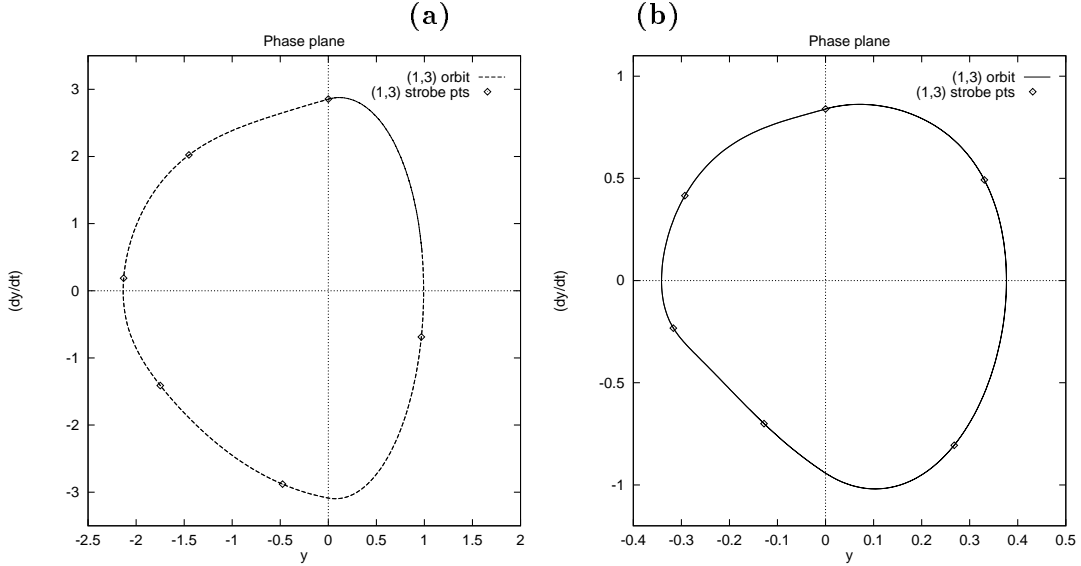 (a)
Phase plane
(1,3) orbit
(1,3) strobe pts
3
2
1
0
-1
-2
-3
(dy/dt)
-2.5 -2 -1.5 -1 -0.5 0 0.5 1 1.5 2
y
(b)
Phase plane
(1,3) orbit
(1,3) strobe pts
1
0.5
0
-0.5
-1
(dy/dt)
-0.4 -0.3 -0.2 -0.1 0 0.1 0.2 0.3 0.4 0.5
y